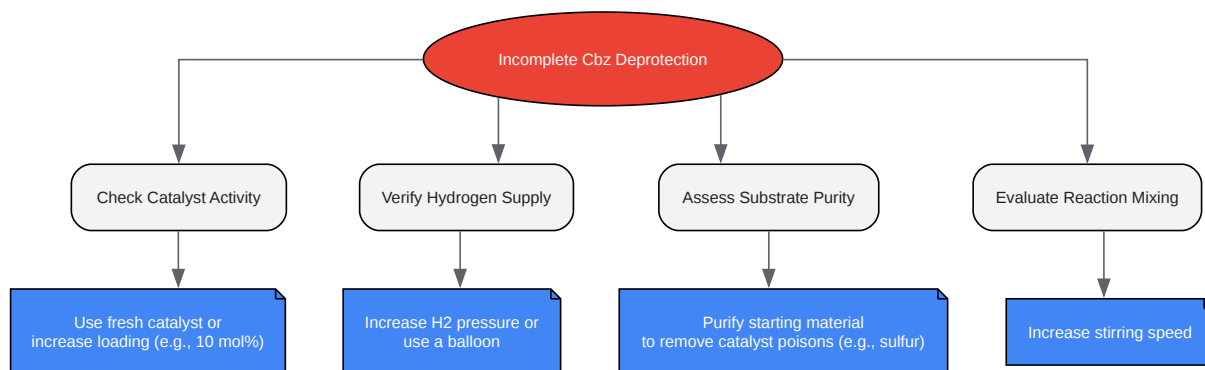 Incomplete Cbz Deprotection
Check Catalyst Activity
Verify Hydrogen Supply
Assess Substrate Purity
Evaluate Reaction Mixing
Use fresh catalyst or
increase loading (e.g., 10 mol%)
Increase H2 pressure or
use a balloon
Purify starting material
to remove catalyst poisons (e.g., sulfur)
Increase stirring speed